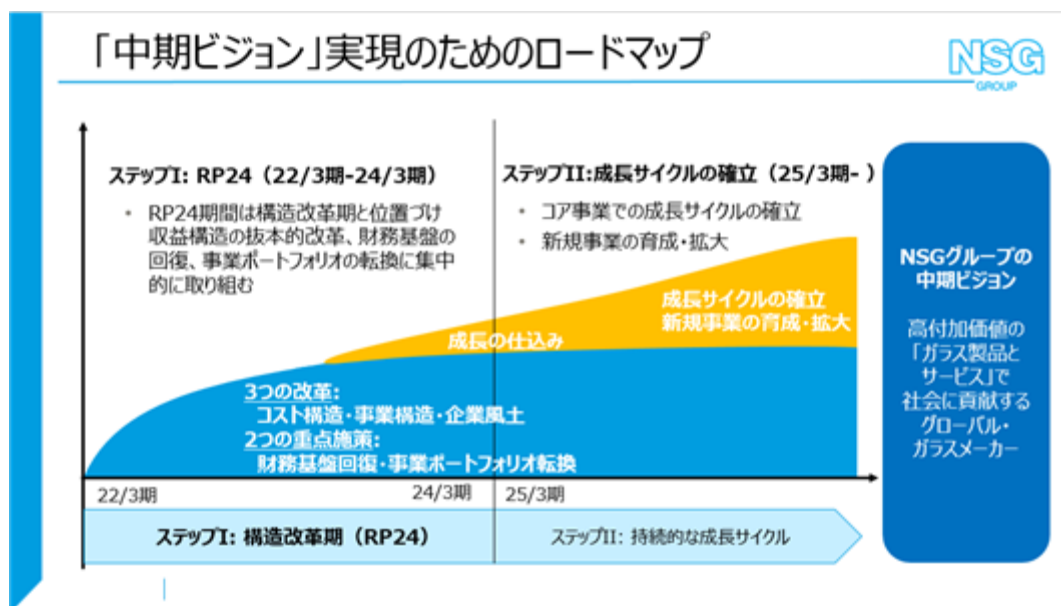 「中期ビジョン」実現のためのロードマップ
NSG
GROUP
ステップI: RP24（22/3期-24/3期）
• RP24期間は構造改革期と位置づけ
収益構造の抜本的改革、財務基盤の
回復、事業ポートフォリオの転換に集中
的に取り組む
ステップII:成長サイクルの確立（25/3期- ）
• コア事業での成長サイクルの確立
• 新規事業の育成・拡大
成長の仕込み
成長サイクルの確立
新規事業の育成・拡大
3つの改革:
コスト構造・事業構造・企業風土
2つの重点施策:
財務基盤回復・事業ポートフォリオ転換
22/3期
24/3期
25/3期
ステップI: 構造改革期（RP24）
ステップII: 持続的な成長サイクル
NSGグループの
中期ビジョン
高付加価値の
「ガラス製品と
サービス」で
社会に貢献する
グローバル・
ガラスメーカー